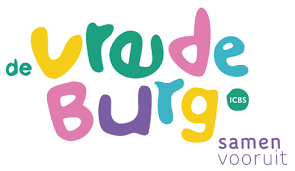 de vrede
Burg ICBS
samen
vooruit